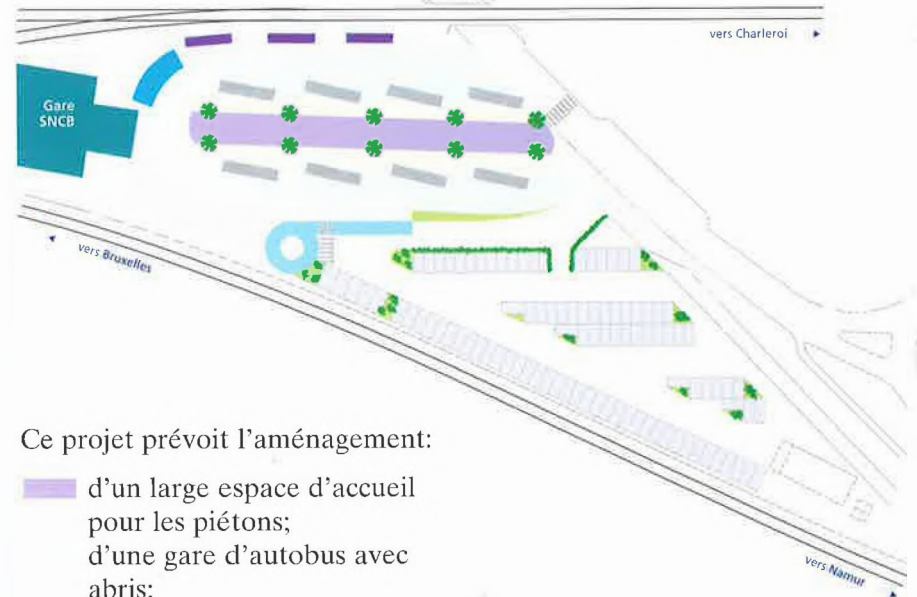 vers Charleroi
Gare
SNCB
vers Bruxelles
Ce projet prévoit l'aménagement:
d'un large espace d'accueil
pour les piétons;
d'une gare d'autobus avec
abris;
vers Namur